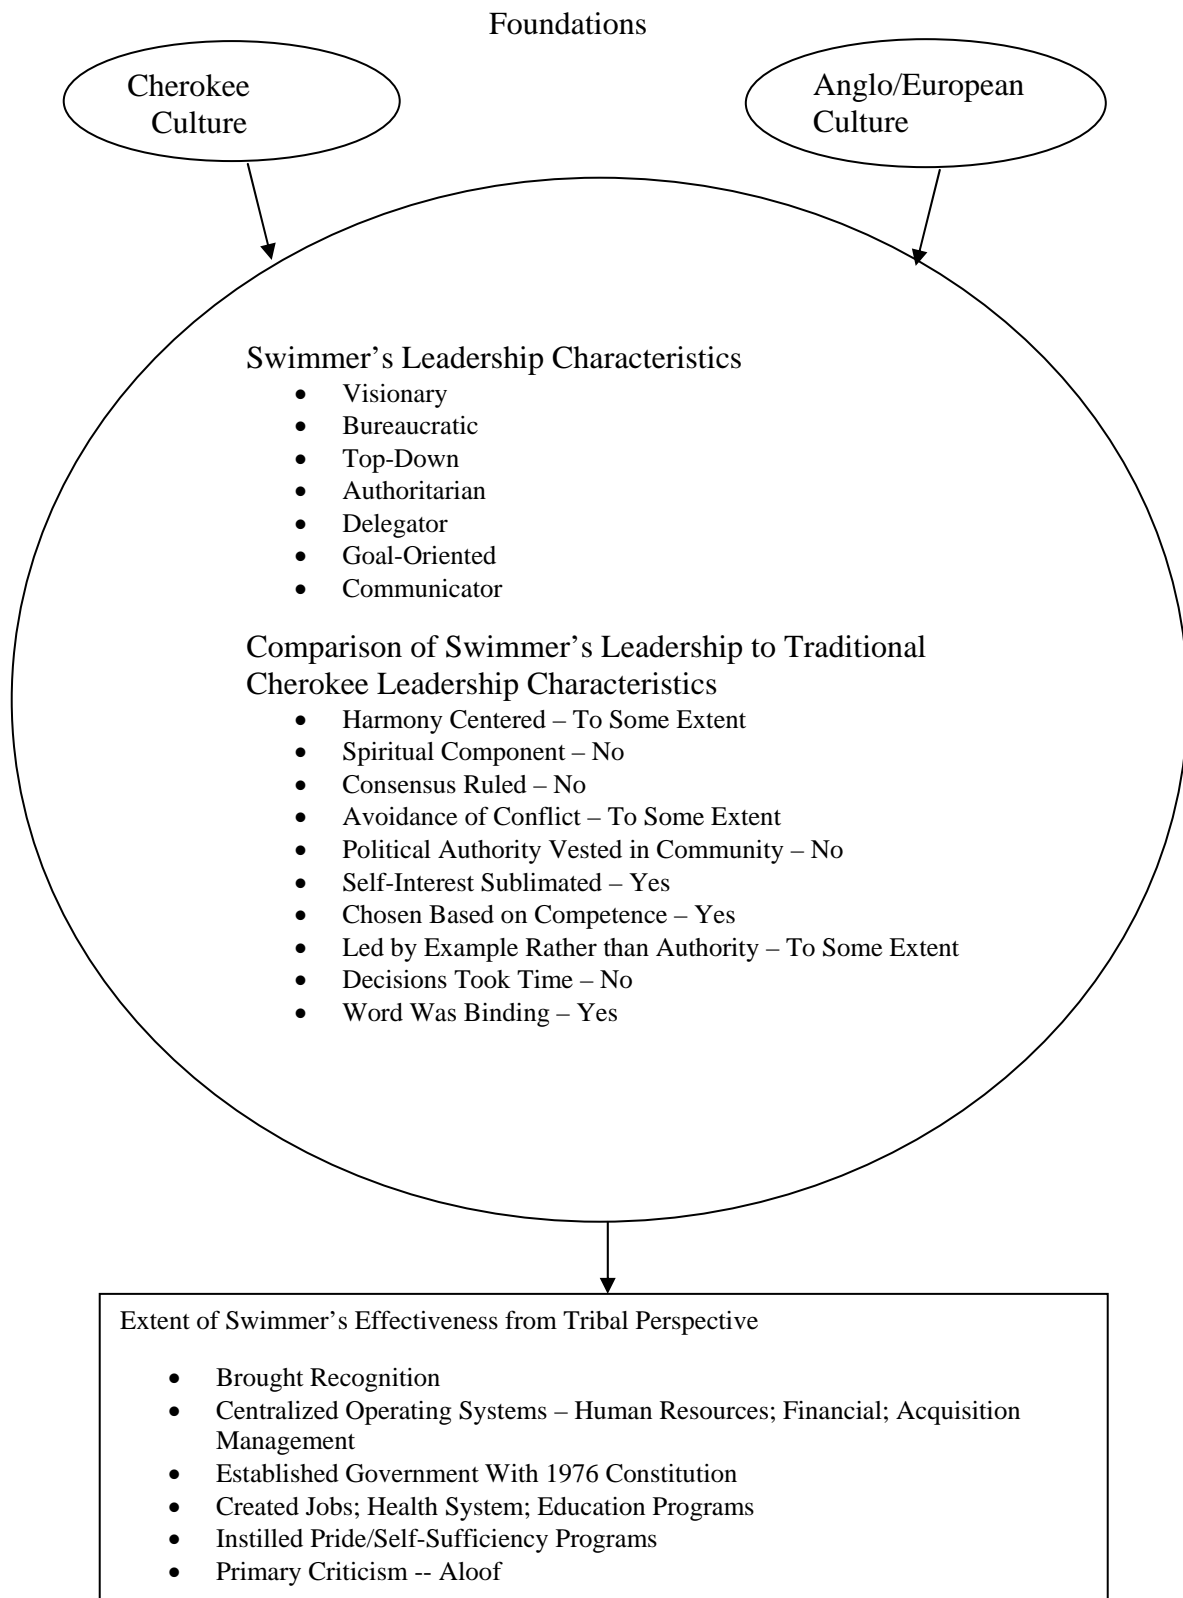 Foundations
Cherokee
Culture
Anglo/European
Culture
Swimmer’s Leadership Characteristics
• Visionary
• Bureaucratic
• Top-Down
• Authoritarian
• Delegator
• Goal-Oriented
• Communicator
Comparison of Swimmer’s Leadership to Traditional
Cherokee Leadership Characteristics
• Harmony Centered – To Some Extent
• Spiritual Component – No
• Consensus Ruled – No
• Avoidance of Conflict – To Some Extent
• Political Authority Vested in Community – No
• Self-Interest Sublimated – Yes
• Chosen Based on Competence – Yes
• Led by Example Rather than Authority – To Some Extent
• Decisions Took Time – No
• Word Was Binding – Yes
Extent of Swimmer’s Effectiveness from Tribal Perspective
• Brought Recognition
• Centralized Operating Systems – Human Resources; Financial; Acquisition
Management
• Established Government With 1976 Constitution
• Created Jobs; Health System; Education Programs
• Instilled Pride/Self-Sufficiency Programs
• Primary Criticism -- Aloof